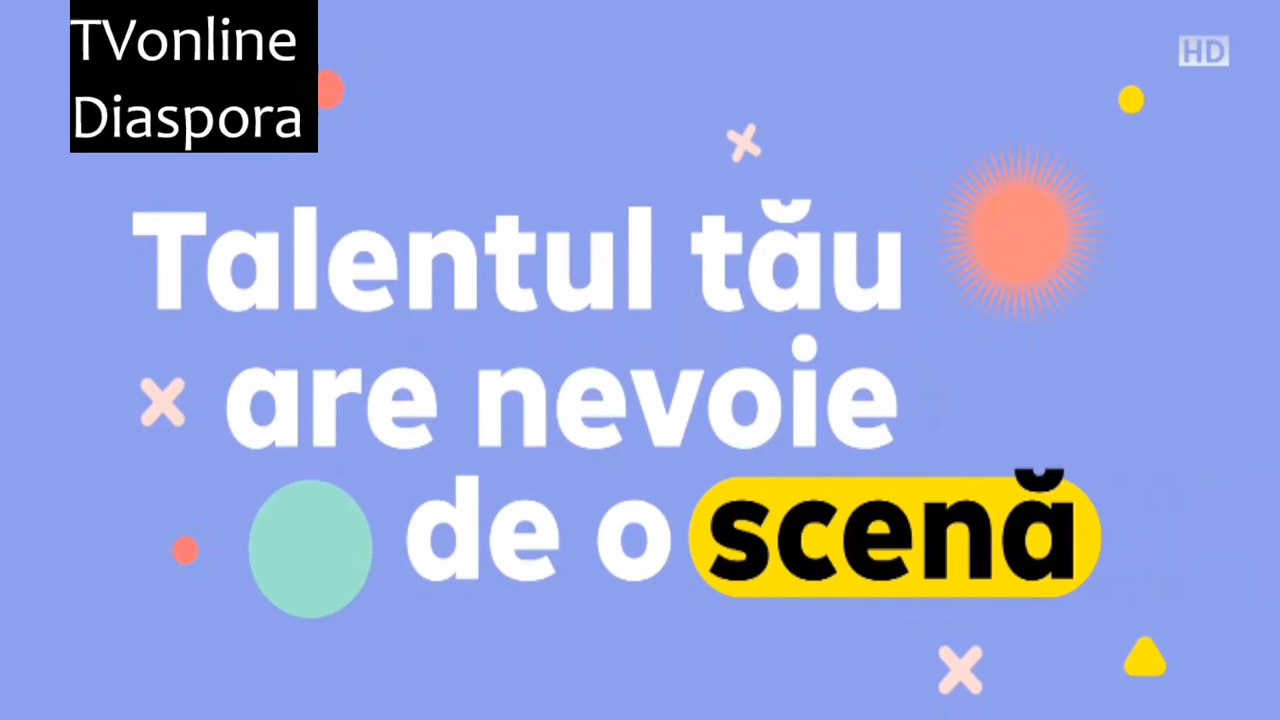 TVonline
Diaspora
HD
Talentul tău
are nevoie
de o scenă